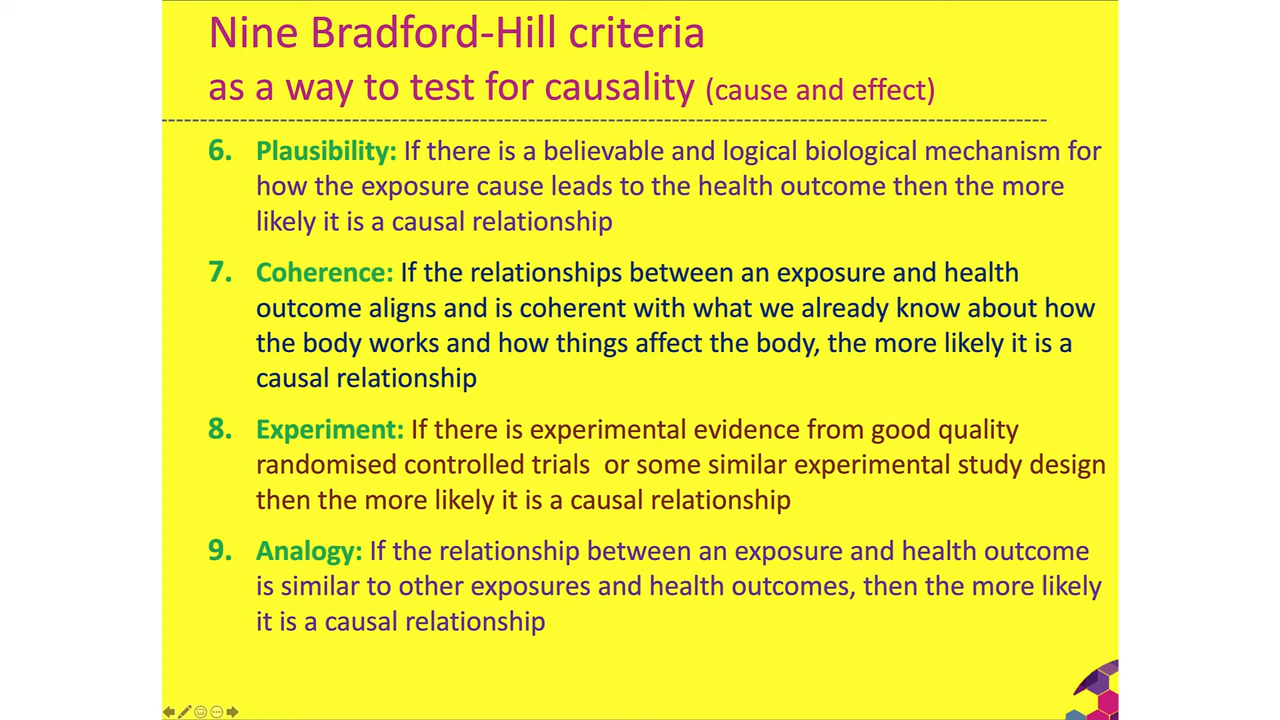 Nine Bradford-Hill criteria
as a way to test for causality (cause and effect)
6. Plausibility: If there is a believable and logical biological mechanism for
how the exposure cause leads to the health outcome then the more
likely it is a causal relationship
7. Coherence: If the relationships between an exposure and health
outcome aligns and is coherent with what we already know about how
the body works and how things affect the body, the more likely it is a
causal relationship
8. Experiment: If there is experimental evidence from good quality
randomised controlled trials or some similar experimental study design
then the more likely it is a causal relationship
9. Analogy: If the relationship between an exposure and health outcome
is similar to other exposures and health outcomes, then the more likely
it is a causal relationship